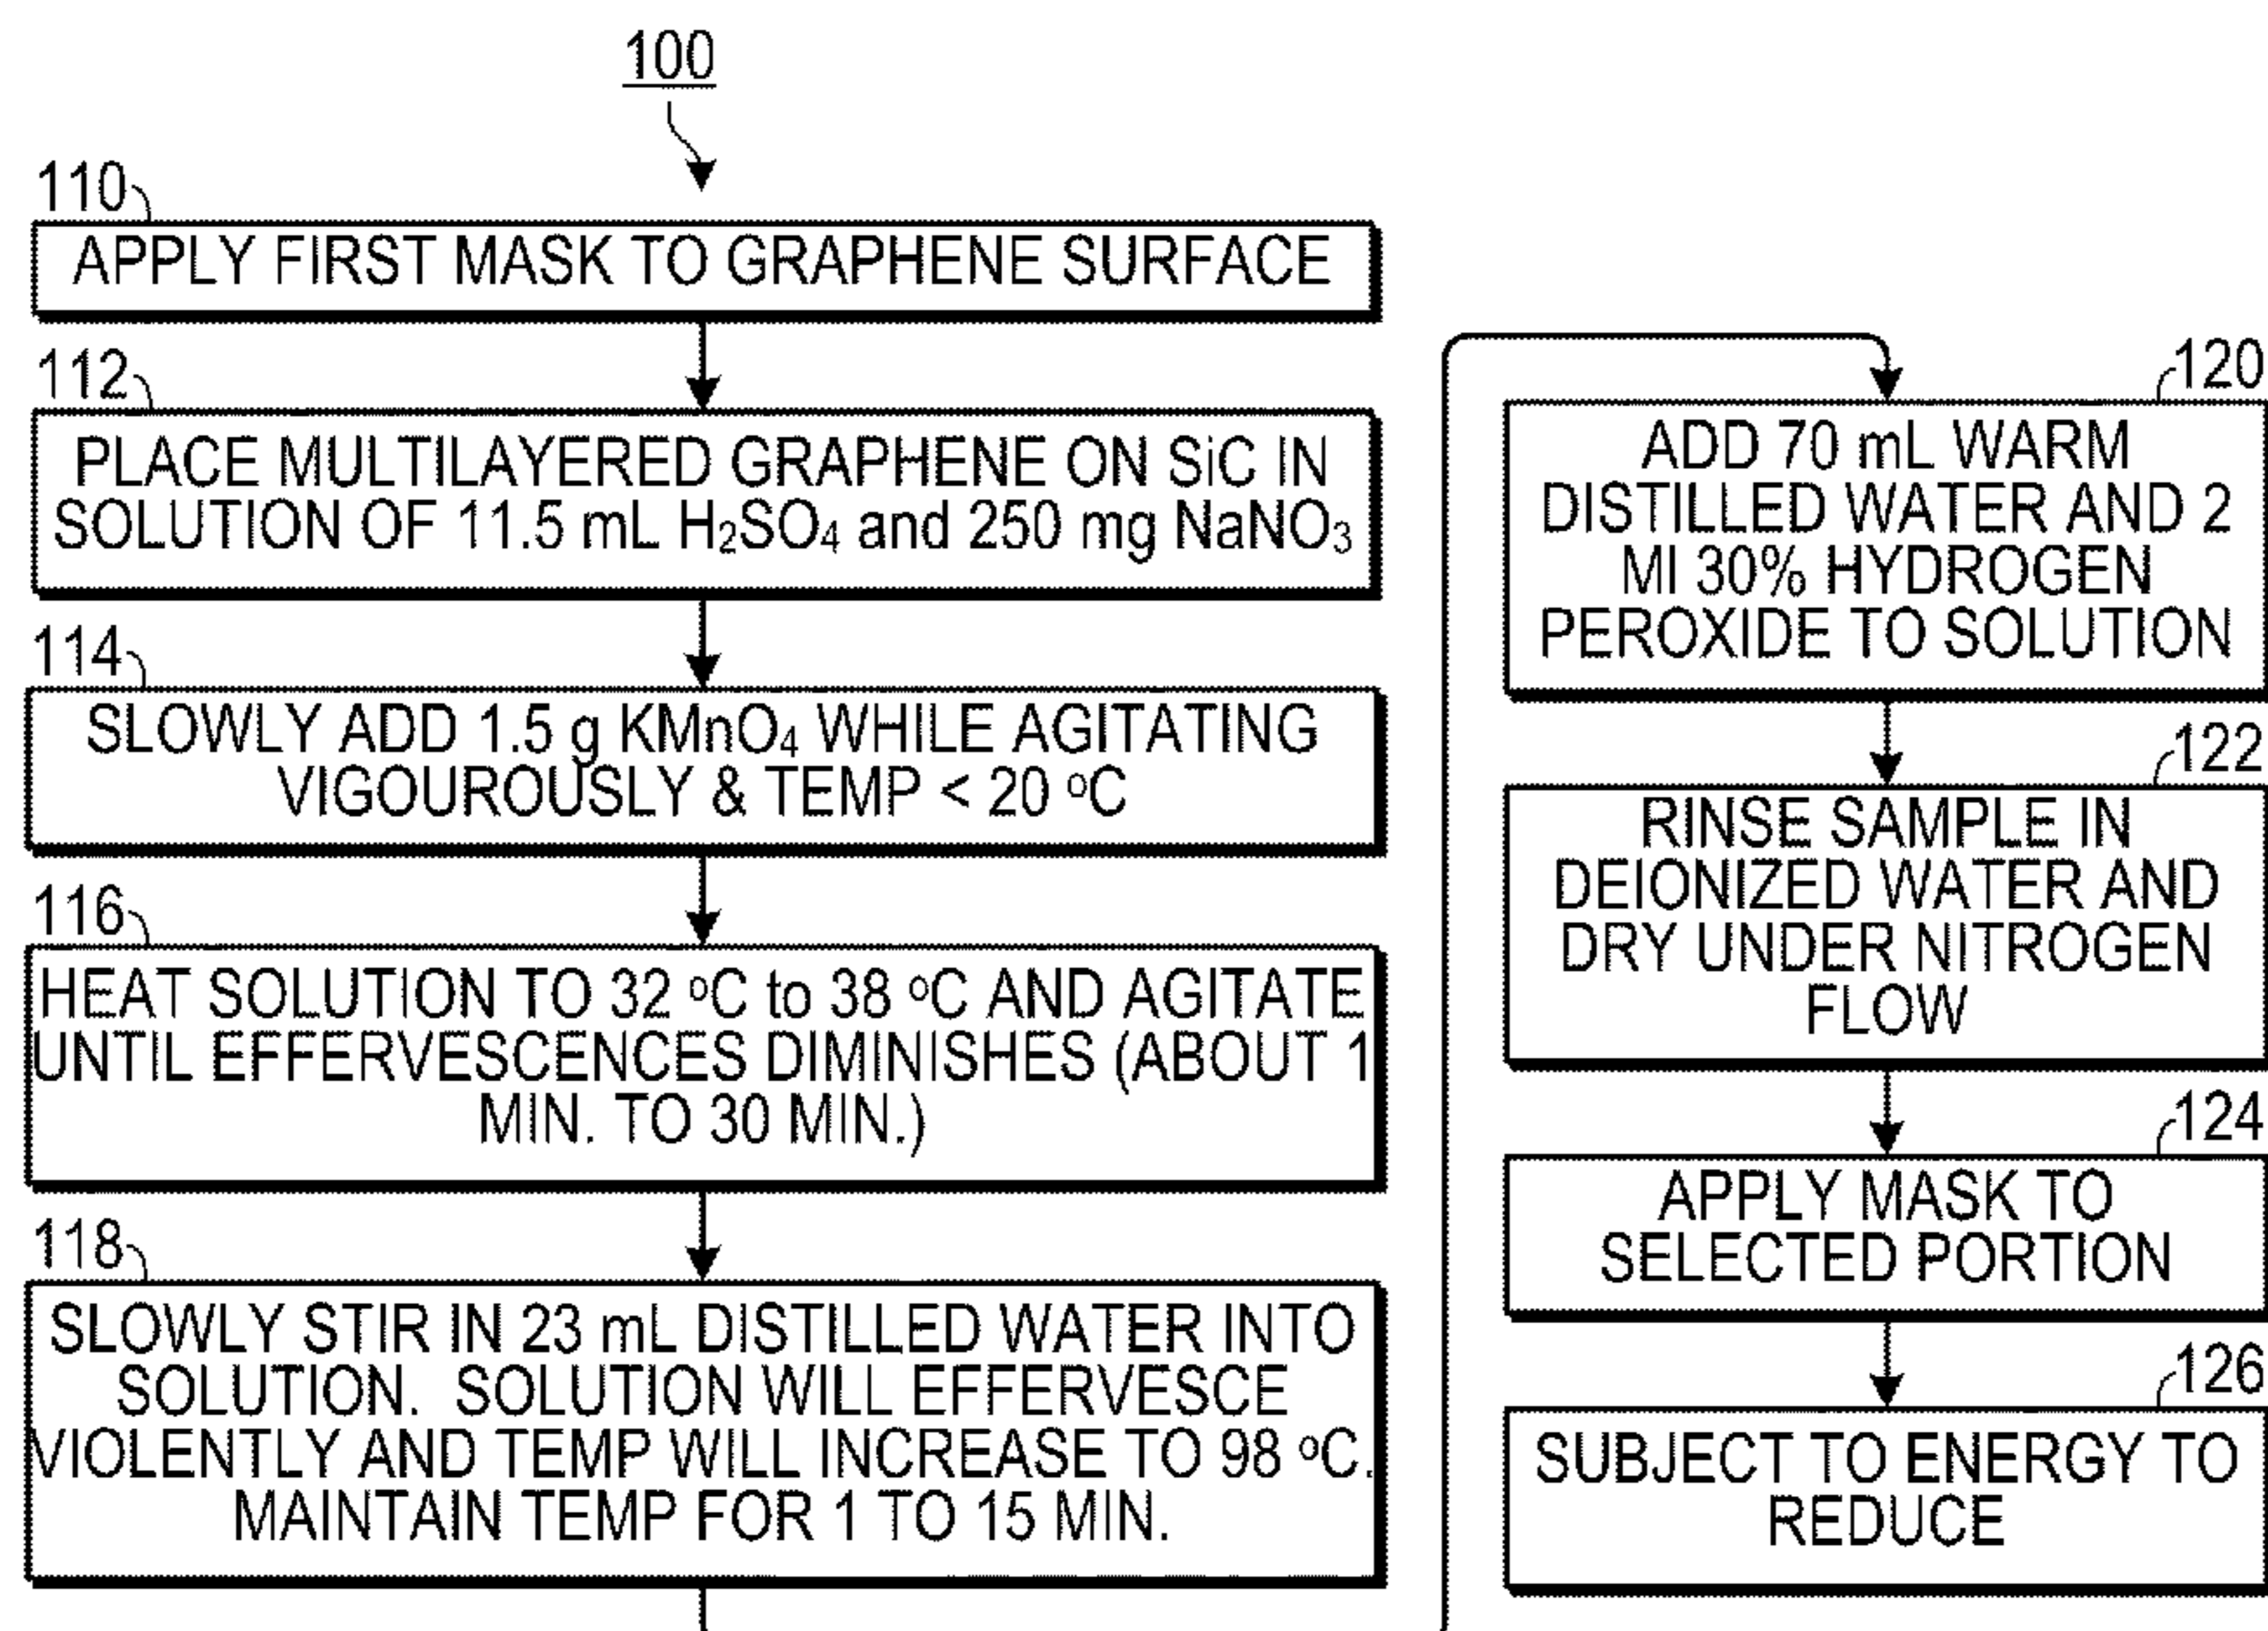 100
110
APPLY FIRST MASK TO GRAPHENE SURFACE
112
PLACE MULTILAYERED GRAPHENE ON SiC IN
SOLUTION OF 11.5 mL H₂SO₄ and 250 mg NaNO₃
114
SLOWLY ADD 1.5 g KMnO₄ WHILE AGITATING
VIGOUROUSLY & TEMP < 20 ºC
116
HEAT SOLUTION TO 32 ºC to 38 ºC AND AGITATE
UNTIL EFFERVESCENCES DIMINISHES (ABOUT 1
MIN. TO 30 MIN.)
118
SLOWLY STIR IN 23 mL DISTILLED WATER INTO
SOLUTION. SOLUTION WILL EFFERVESCE
VIOLENTLY AND TEMP WILL INCREASE TO 98 ºC.
MAINTAIN TEMP FOR 1 TO 15 MIN.
120
ADD 70 mL WARM
DISTILLED WATER AND 2
MI 30% HYDROGEN
PEROXIDE TO SOLUTION
122
RINSE SAMPLE IN
DEIONIZED WATER AND
DRY UNDER NITROGEN
FLOW
124
APPLY MASK TO
SELECTED PORTION
126
SUBJECT TO ENERGY TO
REDUCE